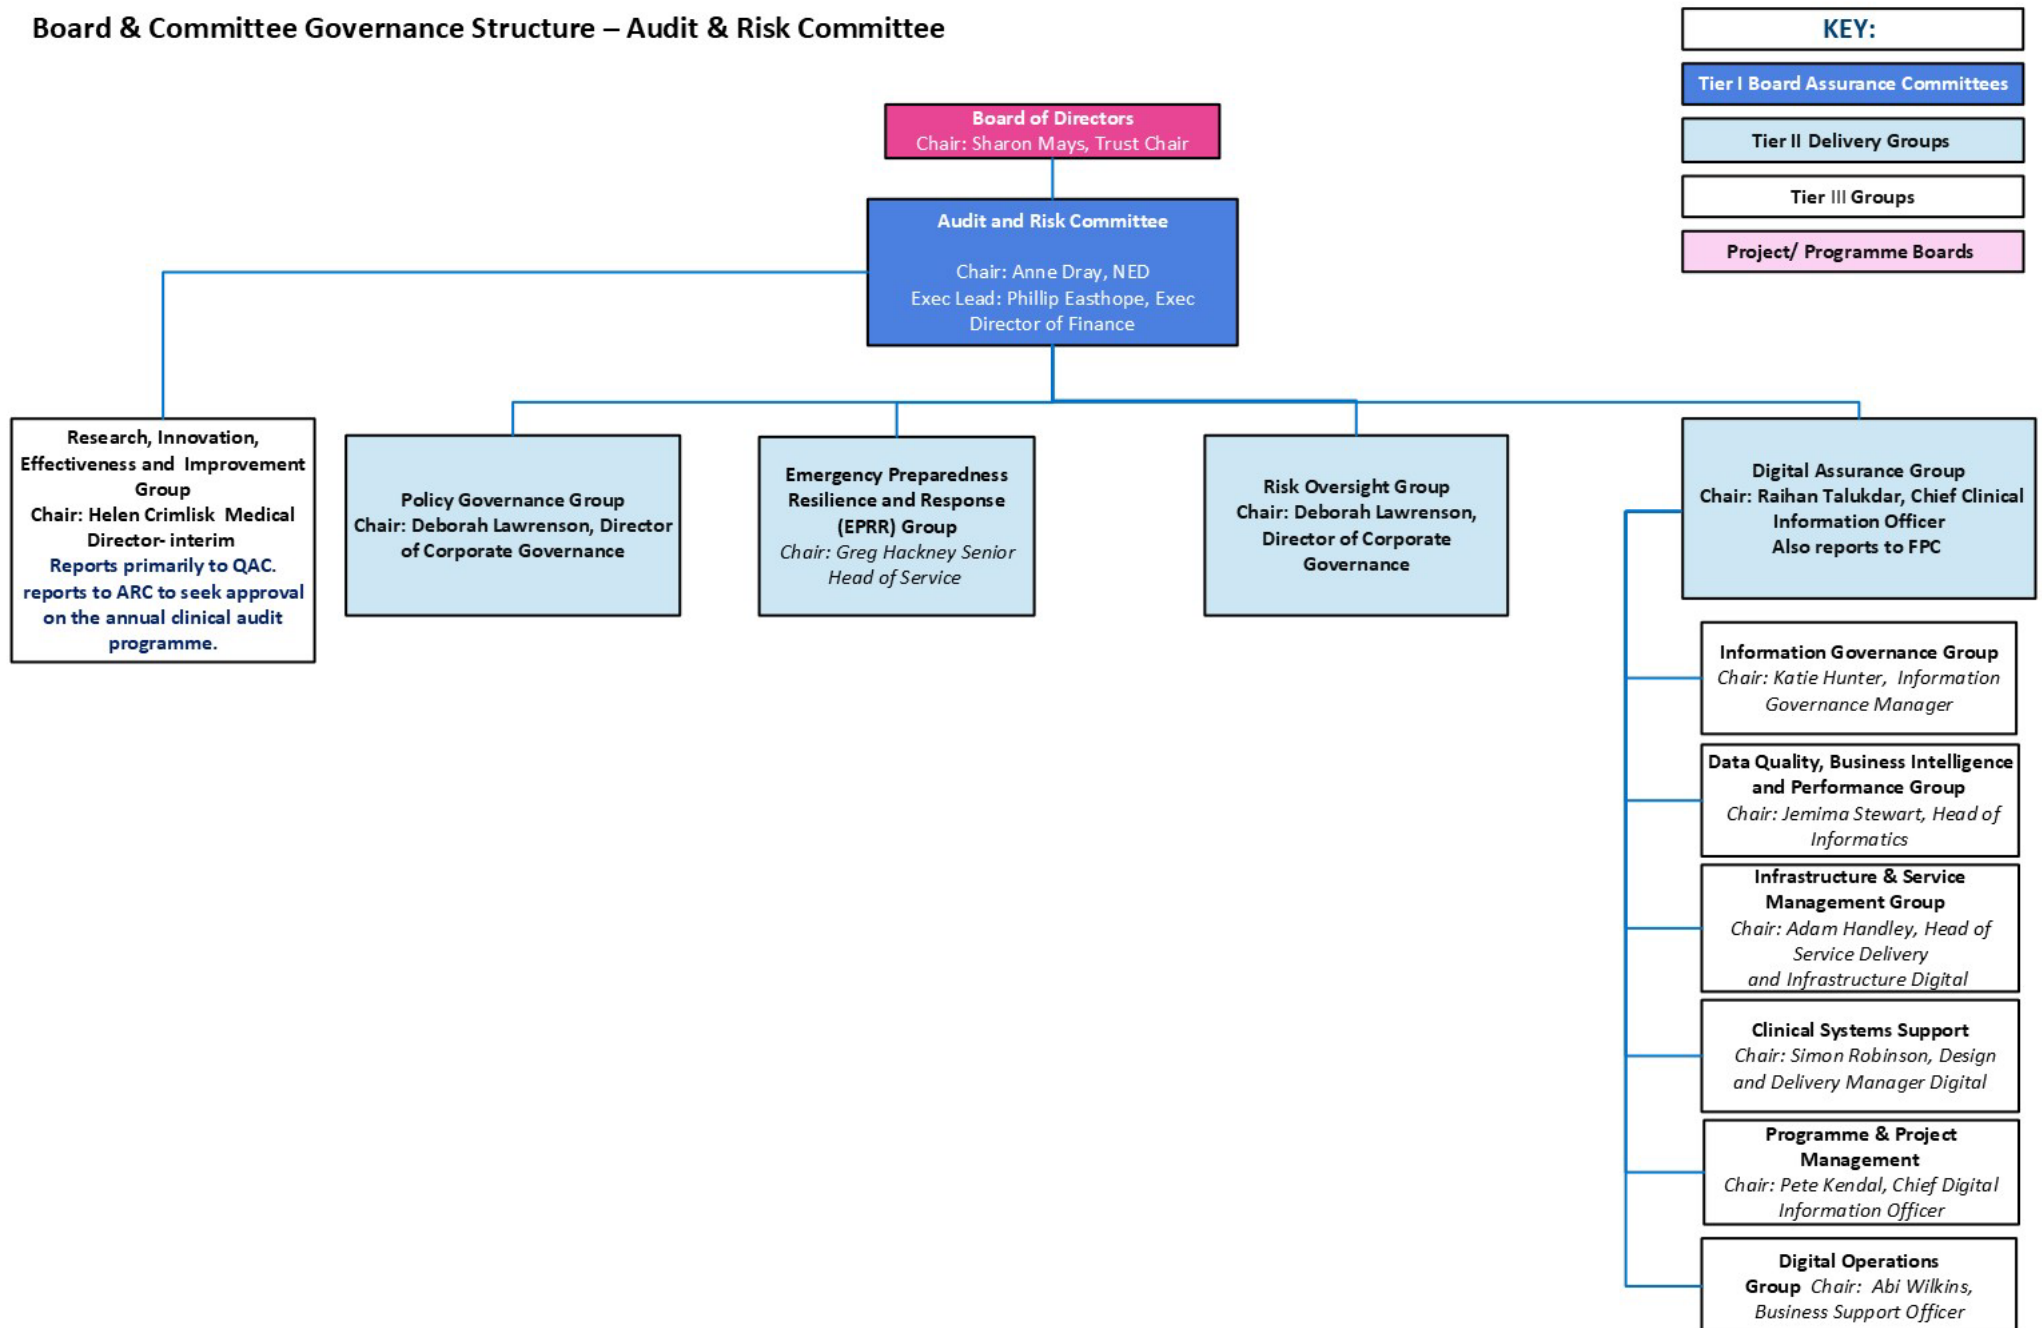 Board & Committee Governance Structure – Audit & Risk Committee
KEY:
Tier I Board Assurance Committees
Tier II Delivery Groups
Tier III Groups
Project/ Programme Boards
Board of Directors
Chair: Sharon Mays, Trust Chair
Audit and Risk Committee
Chair: Anne Dray, NED
Exec Lead: Phillip Easthope, Exec
Director of Finance
Research, Innovation,
Effectiveness and Improvement
Group
Chair: Helen Crimlisk Medical
Director- interim
Reports primarily to QAC.
reports to ARC to seek approval
on the annual clinical audit
programme.
Policy Governance Group
Chair: Deborah Lawrenson, Director
of Corporate Governance
Emergency Preparedness
Resilience and Response
(EPRR) Group
Chair: Greg Hackney Senior
Head of Service
Risk Oversight Group
Chair: Deborah Lawrenson,
Director of Corporate
Governance
Digital Assurance Group
Chair: Raihan Talukdar, Chief Clinical
Information Officer
Also reports to FPC
Information Governance Group
Chair: Katie Hunter, Information
Governance Manager
Data Quality, Business Intelligence
and Performance Group
Chair: Jemima Stewart, Head of
Informatics
Infrastructure & Service
Management Group
Chair: Adam Handley, Head of
Service Delivery
and Infrastructure Digital
Clinical Systems Support
Chair: Simon Robinson, Design
and Delivery Manager Digital
Programme & Project
Management
Chair: Pete Kendal, Chief Digital
Information Officer
Digital Operations
Group Chair: Abi Wilkins,
Business Support Officer